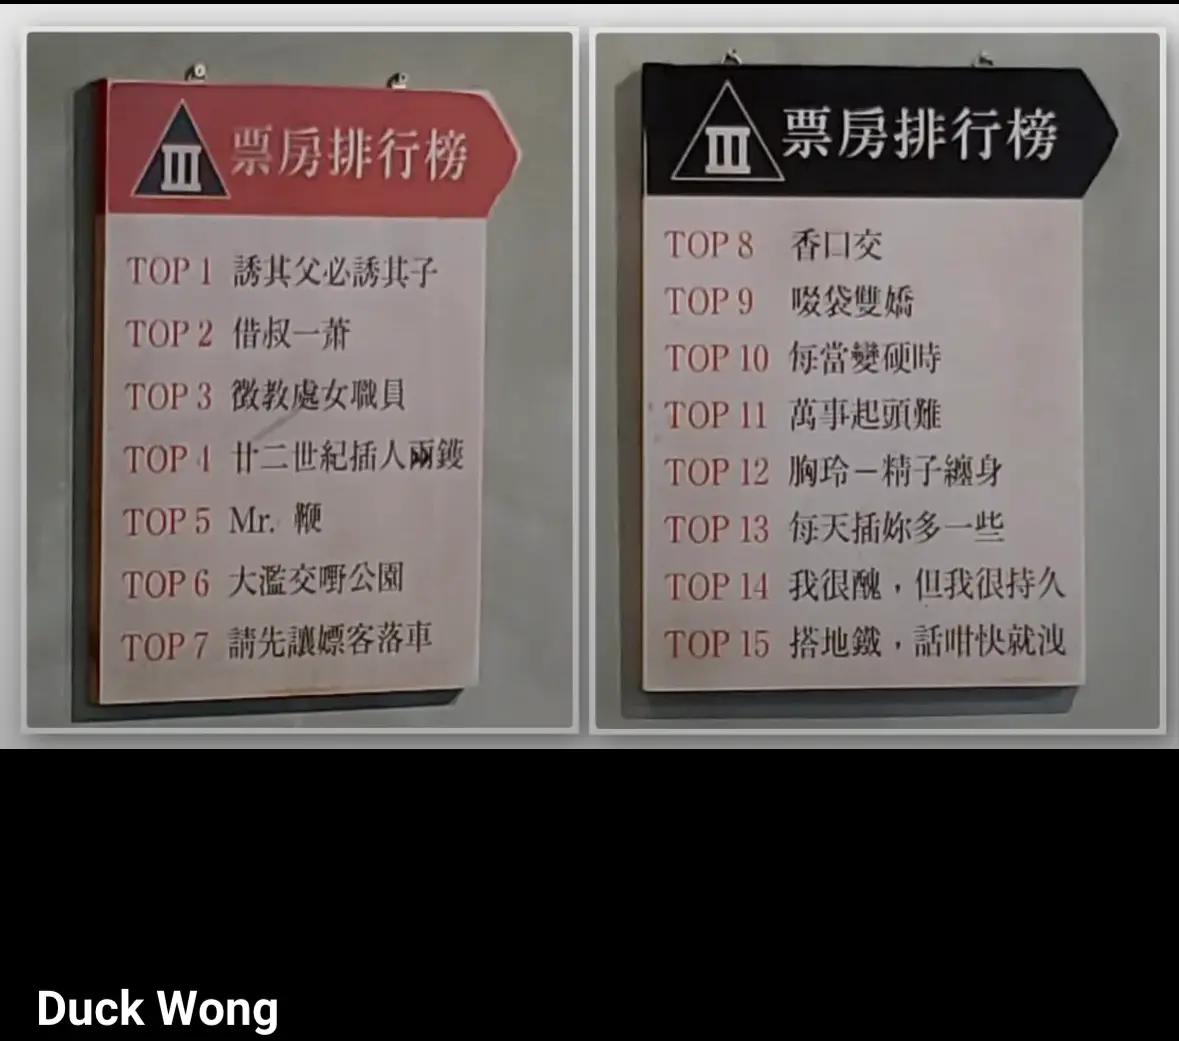 III 票房排行榜
TOP 1 誘其父必誘其子
TOP 2 借叔一萧
TOP 3 徵教處女職員
TOP 4 廿二世紀插人兩鑊
TOP 5 Mr. 鞭
TOP 6 大濫交嘢公園
TOP 7 請先讓嫖客落車
III 票房排行榜
TOP 8 香口交
TOP 9 啜袋雙嬌
TOP 10 每當變硬時
TOP 11 萬事起頭難
TOP 12 胸玲－精子纏身
TOP 13 每天插妳多一些
TOP 14 我很醜，但我很持久
TOP 15 搭地鐵，話咁快就洩
Duck Wong